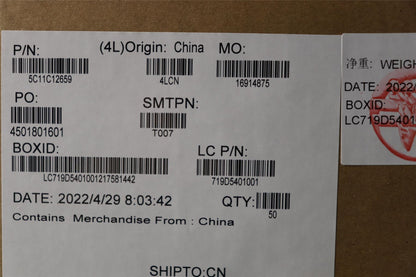 P/N: (4L)Origin: China MO:
5C11C12659 4LCN 16914875
PO: SMTPN:
4501801601 T007
BOXID: LC P/N:
LC719D5401001217581442 719D5401001
DATE: 2022/4/29 8:03:42 QTY:
50
Contains Merchandise From : China
SHIPTO:CN
净重: WEIGH
DATE: 2022/
BOXID:
LC719D5401